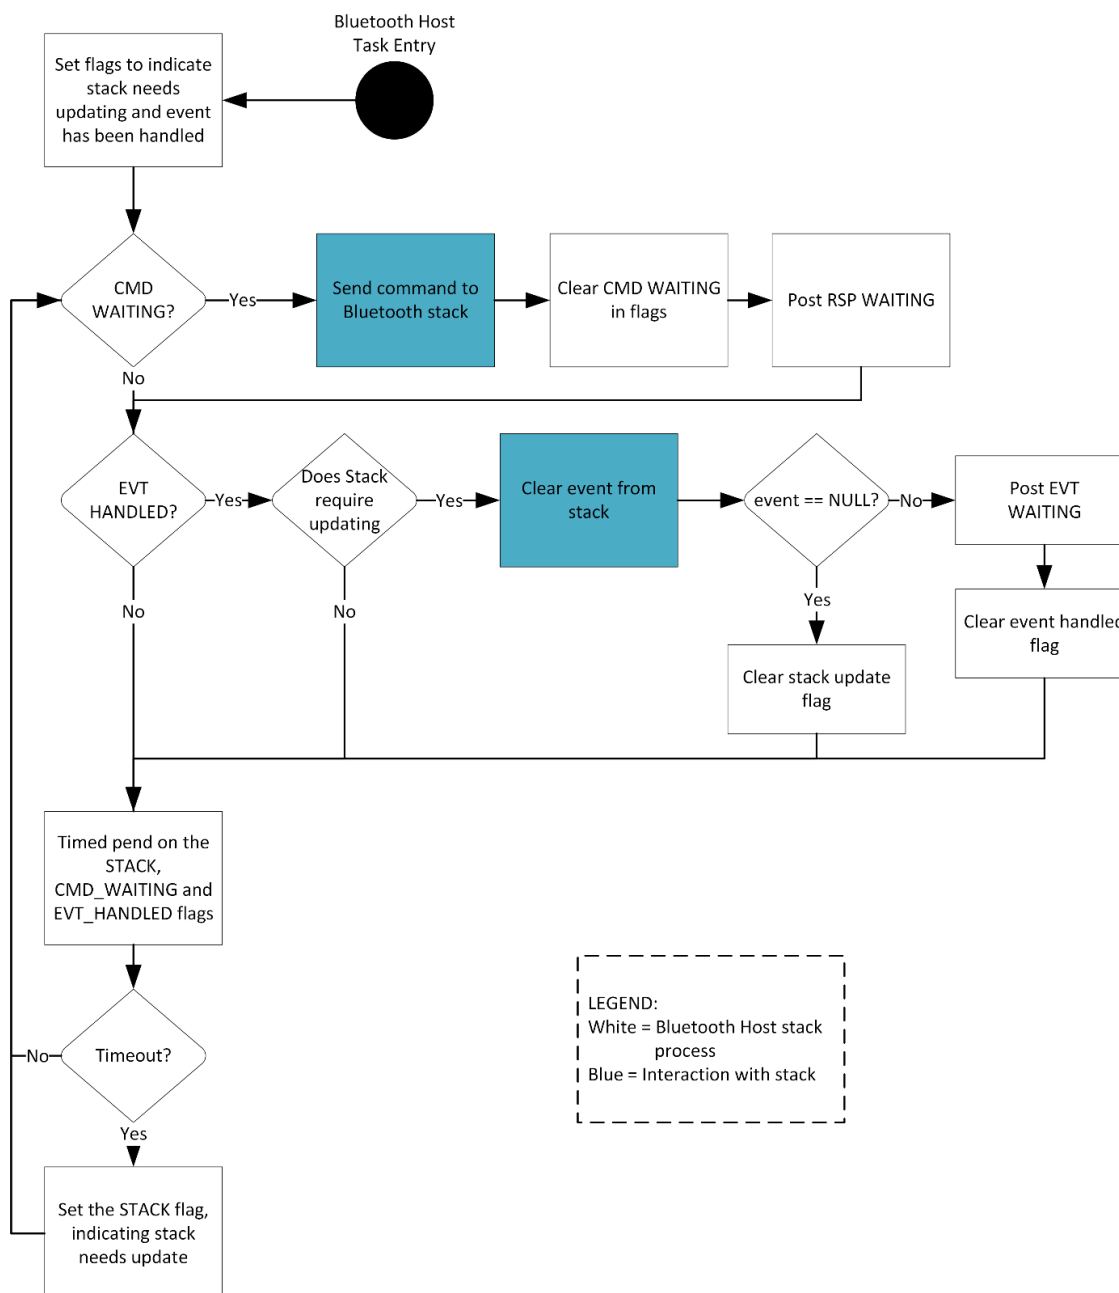 Bluetooth Host
Task Entry
Set flags to indicate
stack needs
updating and event
has been handled
CMD
WAITING?
Yes
Send command to
Bluetooth stack
Clear CMD WAITING
in flags
Post RSP WAITING
No
EVT
HANDLED?
Yes
Does Stack
require
updating
Yes
Clear event from
stack
event == NULL?
No
Post EVT
WAITING
No
No
Yes
Clear event handled
flag
Clear stack update
flag
Timed pend on the
STACK,
CMD_WAITING and
EVT_HANDLED flags
LEGEND:
White = Bluetooth Host stack
process
Blue = Interaction with stack
No
Timeout?
Yes
Set the STACK flag,
indicating stack
needs update